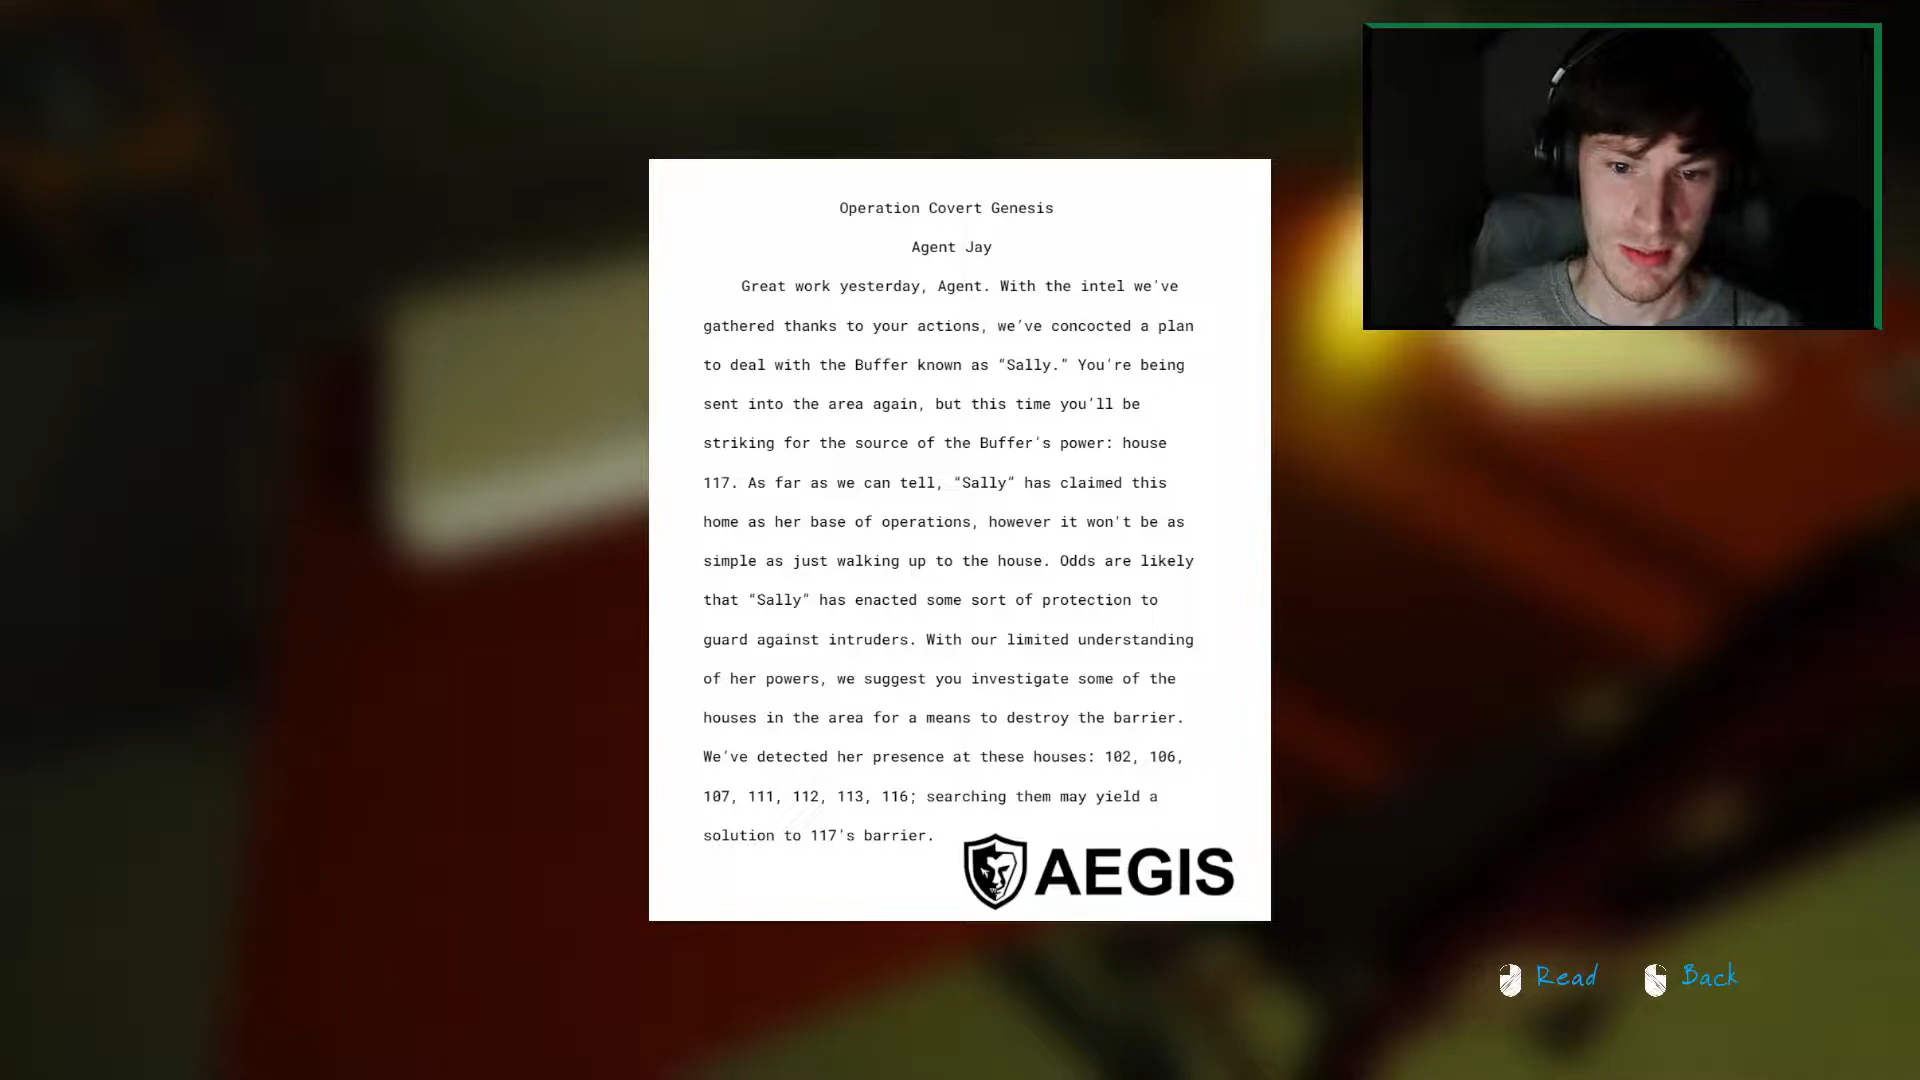 Operation Covert Genesis
Agent Jay
Great work yesterday, Agent. With the intel we’ve
gathered thanks to your actions, we’ve concocted a plan
to deal with the Buffer known as “Sally.” You’re being
sent into the area again, but this time you’ll be
striking for the source of the Buffer’s power: house
117. As far as we can tell, “Sally” has claimed this
home as her base of operations, however it won’t be as
simple as just walking up to the house. Odds are likely
that “Sally” has enacted some sort of protection to
guard against intruders. With our limited understanding
of her powers, we suggest you investigate some of the
houses in the area for a means to destroy the barrier.
We’ve detected her presence at these houses: 102, 106,
107, 111, 112, 113, 116; searching them may yield a
solution to 117’s barrier.
AEGIS
Read Back